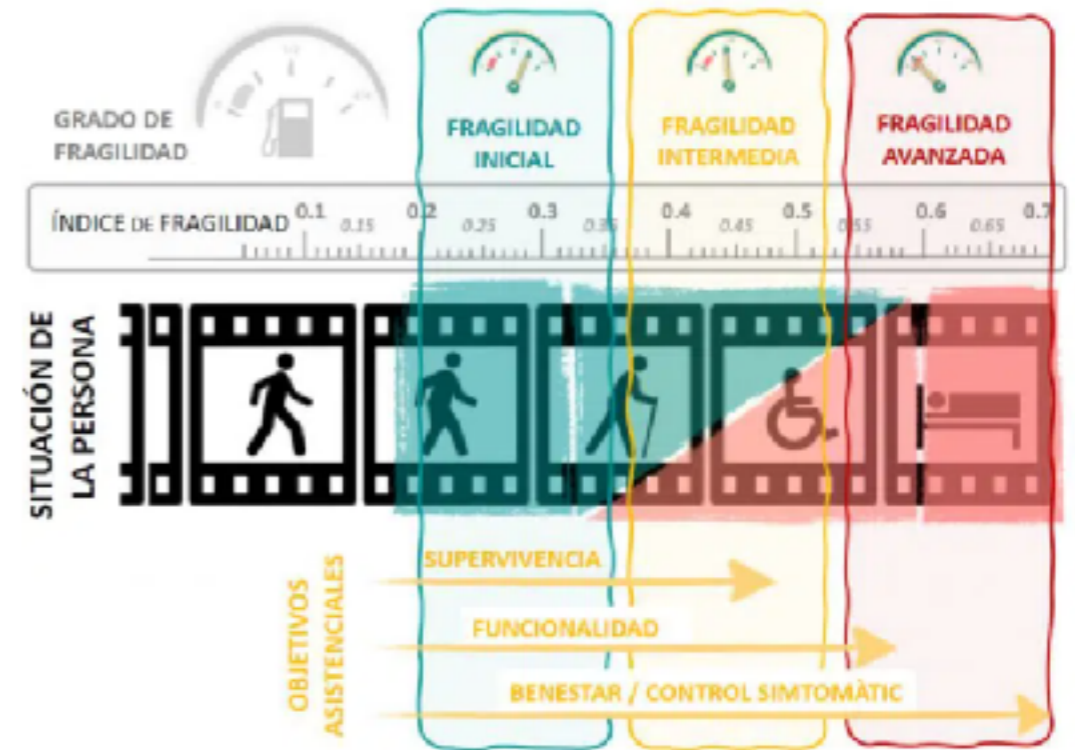 GRADO DE
FRAGILIDAD
FRAGILIDAD
INICIAL
FRAGILIDAD
INTERMEDIA
FRAGILIDAD
AVANZADA
ÍNDICE DE FRAGILIDAD
0.1 0.15 0.2 0.25 0.3 0.35 0.4 0.45 0.5 0.55 0.6 0.65 0.7
SITUACIÓN DE
LA PERSONA
OBJETIVOS
ASISTENCIALES
SUPERVIVENCIA
FUNCIONALIDAD
BENESTAR / CONTROL SIMTOMÀTIC